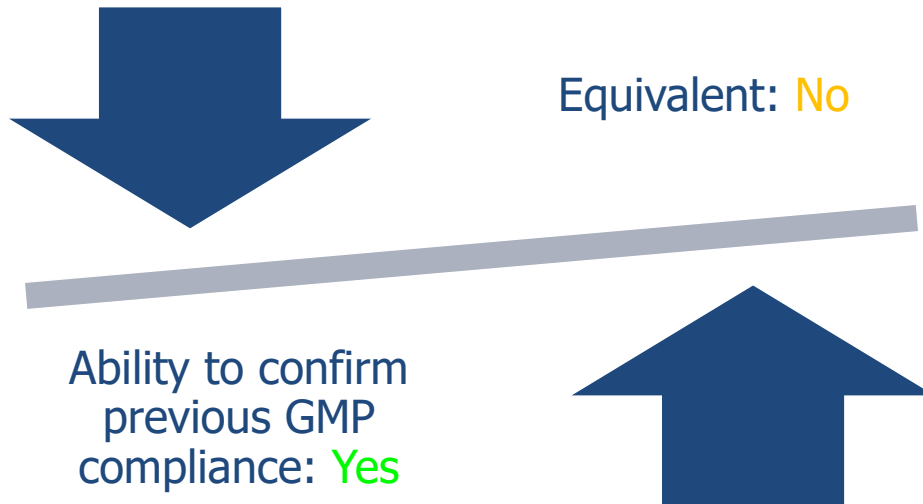 Equivalent: No
Ability to confirm
previous GMP
compliance: Yes